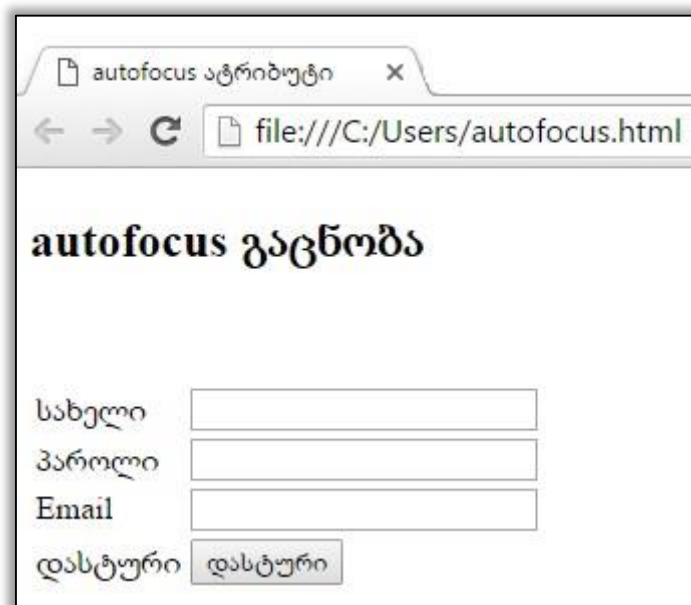 autofocus ატრიბუტი
file:///C:/Users/autofocus.html
autofocus გაცნობა
სახელი
პაროლი
Email
დასტური დასტური